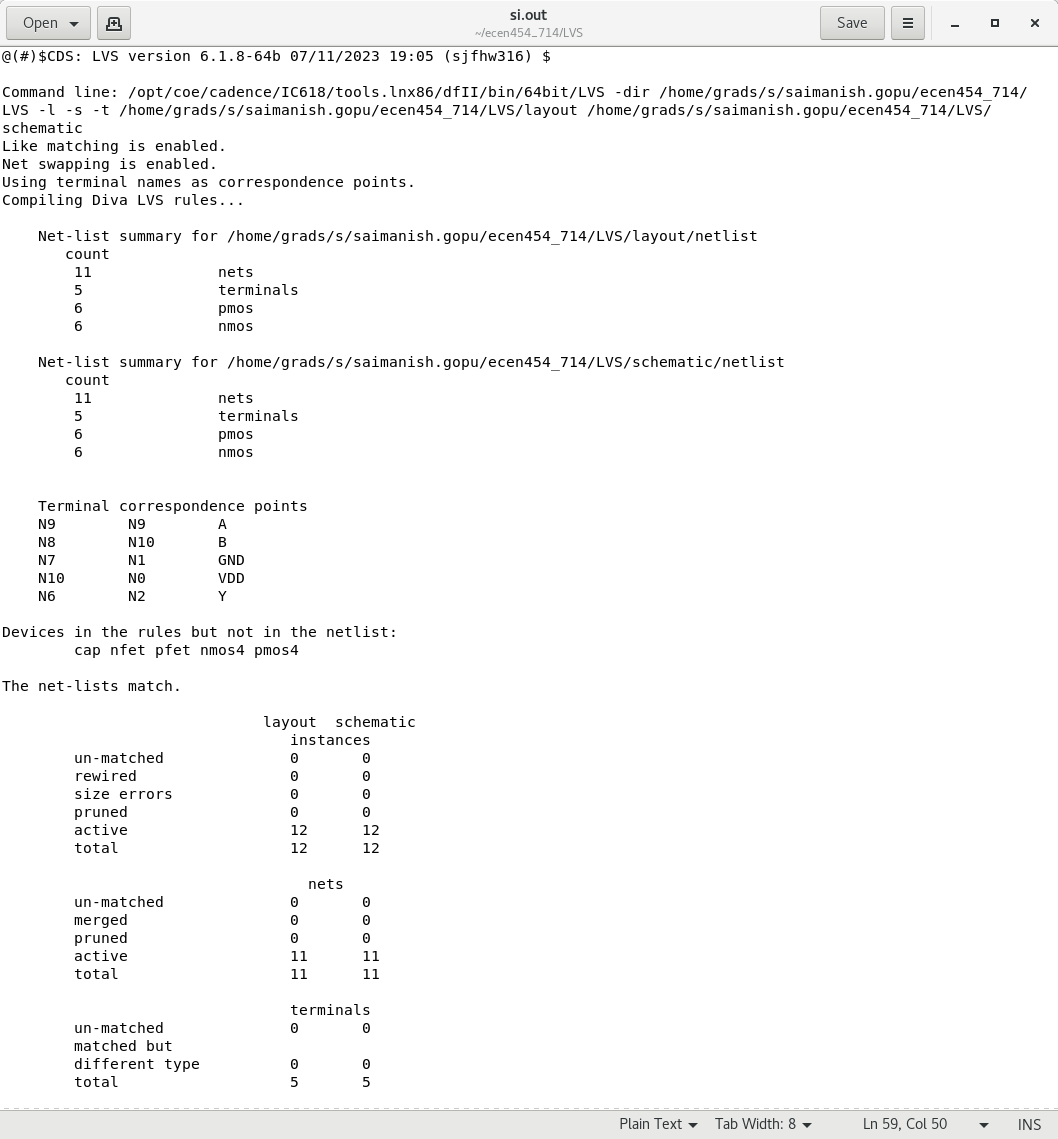 Open
si.out
~/ecen454_714/LVS
Save
@(#)$CDS: LVS version 6.1.8-64b 07/11/2023 19:05 (sjfhw316) $
Command line: /opt/coe/cadence/IC618/tools.lnx86/dfII/bin/64bit/LVS -dir /home/grads/s/saimanish.gopu/ecen454_714/
LVS -l -s -t /home/grads/s/saimanish.gopu/ecen454_714/LVS/layout /home/grads/s/saimanish.gopu/ecen454_714/LVS/
schematic
Like matching is enabled.
Net swapping is enabled.
Using terminal names as correspondence points.
Compiling Diva LVS rules...
Net-list summary for /home/grads/s/saimanish.gopu/ecen454_714/LVS/layout/netlist
count
11 nets
5 terminals
6 pmos
6 nmos
Net-list summary for /home/grads/s/saimanish.gopu/ecen454_714/LVS/schematic/netlist
count
11 nets
5 terminals
6 pmos
6 nmos
Terminal correspondence points
N9 N9 A
N8 N10 B
N7 N1 GND
N10 N0 VDD
N6 N2 Y
Devices in the rules but not in the netlist:
cap nfet pfet nmos4 pmos4
The net-lists match.
layout schematic
instances
un-matched 0 0
rewired 0 0
size errors 0 0
pruned 0 0
active 12 12
total 12 12
nets
un-matched 0 0
merged 0 0
pruned 0 0
active 11 11
total 11 11
terminals
un-matched 0 0
matched but
different type 0 0
total 5 5
Plain Text Tab Width: 8 Ln 59, Col 50 INS